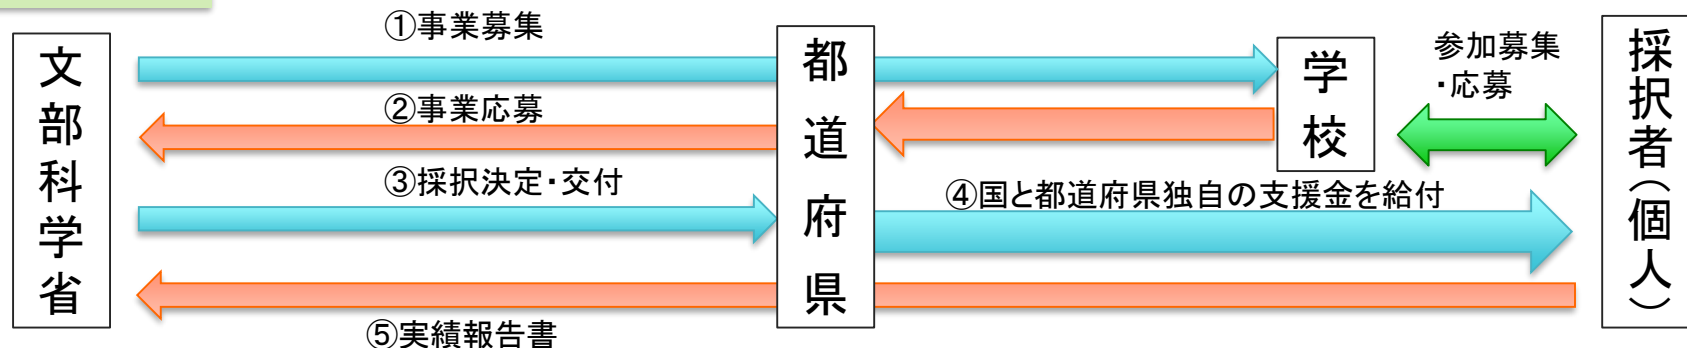 文部科学省
①事業募集
②事業応募
③採択決定・交付
⑤実績報告書
都道府県
④国と都道府県独自の支援金を給付
学校
参加募集
・応募
採択者(個人)